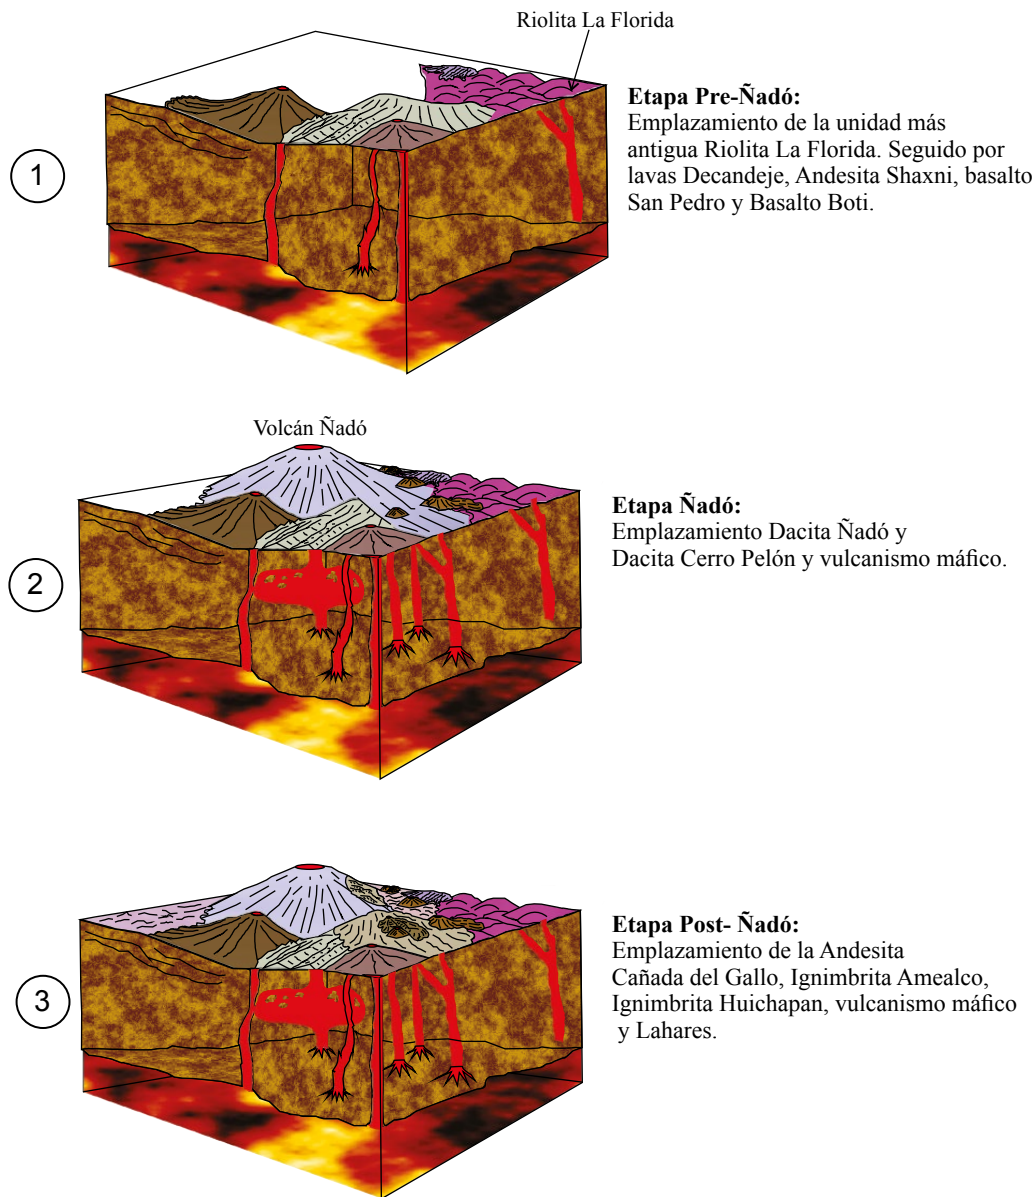 Riolita La Florida
1
Etapa Pre-Ñadó:
Emplazamiento de la unidad más
antigua Riolita La Florida. Seguido por
lavas Decandeje, Andesita Shaxni, basalto
San Pedro y Basalto Boti.
Volcán Ñadó
2
Etapa Ñadó:
Emplazamiento Dacita Ñadó y
Dacita Cerro Pelón y vulcanismo máfico.
3
Etapa Post- Ñadó:
Emplazamiento de la Andesita
Cañada del Gallo, Ignimbrita Amealco,
Ignimbrita Huichapan, vulcanismo máfico
y Lahares.